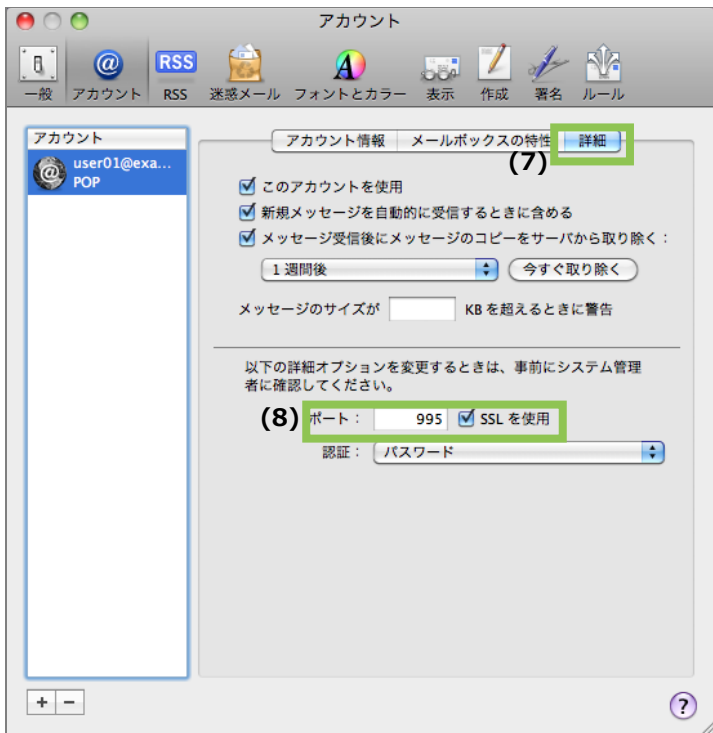 アカウント
RSS
一般 アカウント RSS 迷惑メール フォントとカラー 表示 作成 署名 ルール
アカウント
user01@exa...
POP
アカウント情報 メールボックスの特性 詳細
(7)
このアカウントを使用
新規メッセージを自動的に受信するときに含める
メッセージ受信後にメッセージのコピーをサーバから取り除く：
1 週間後 今すぐ取り除く
メッセージのサイズが KB を超えるときに警告
以下の詳細オプションを変更するときは、事前にシステム管理
者に確認してください。
(8) ポート： 995 SSL を使用
認証： パスワード
+ − ?